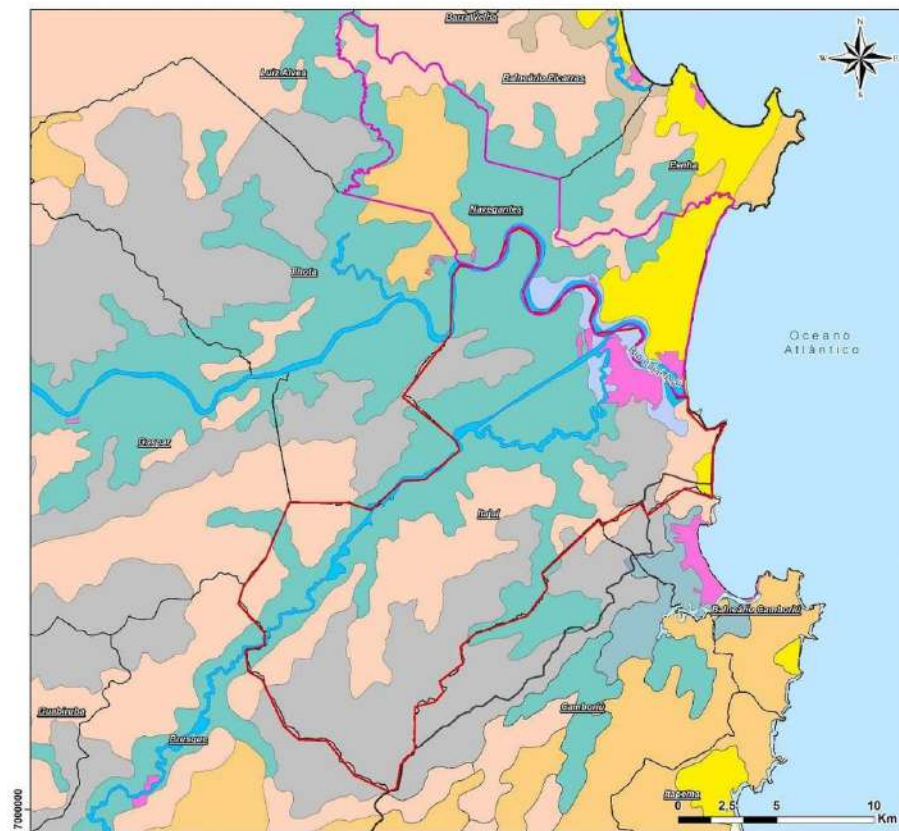 Barra Velha
N
W E
S
Luiz Alves
Balneário Piçarras
Penha
Navegantes
Ilhota
Oceano
Atlântico
Gaspar
Itajaí
Balneário Camboriú
Guabiruba
Camboriú
Brusque
Itapema
7000000
0 2,5 5 10
Km